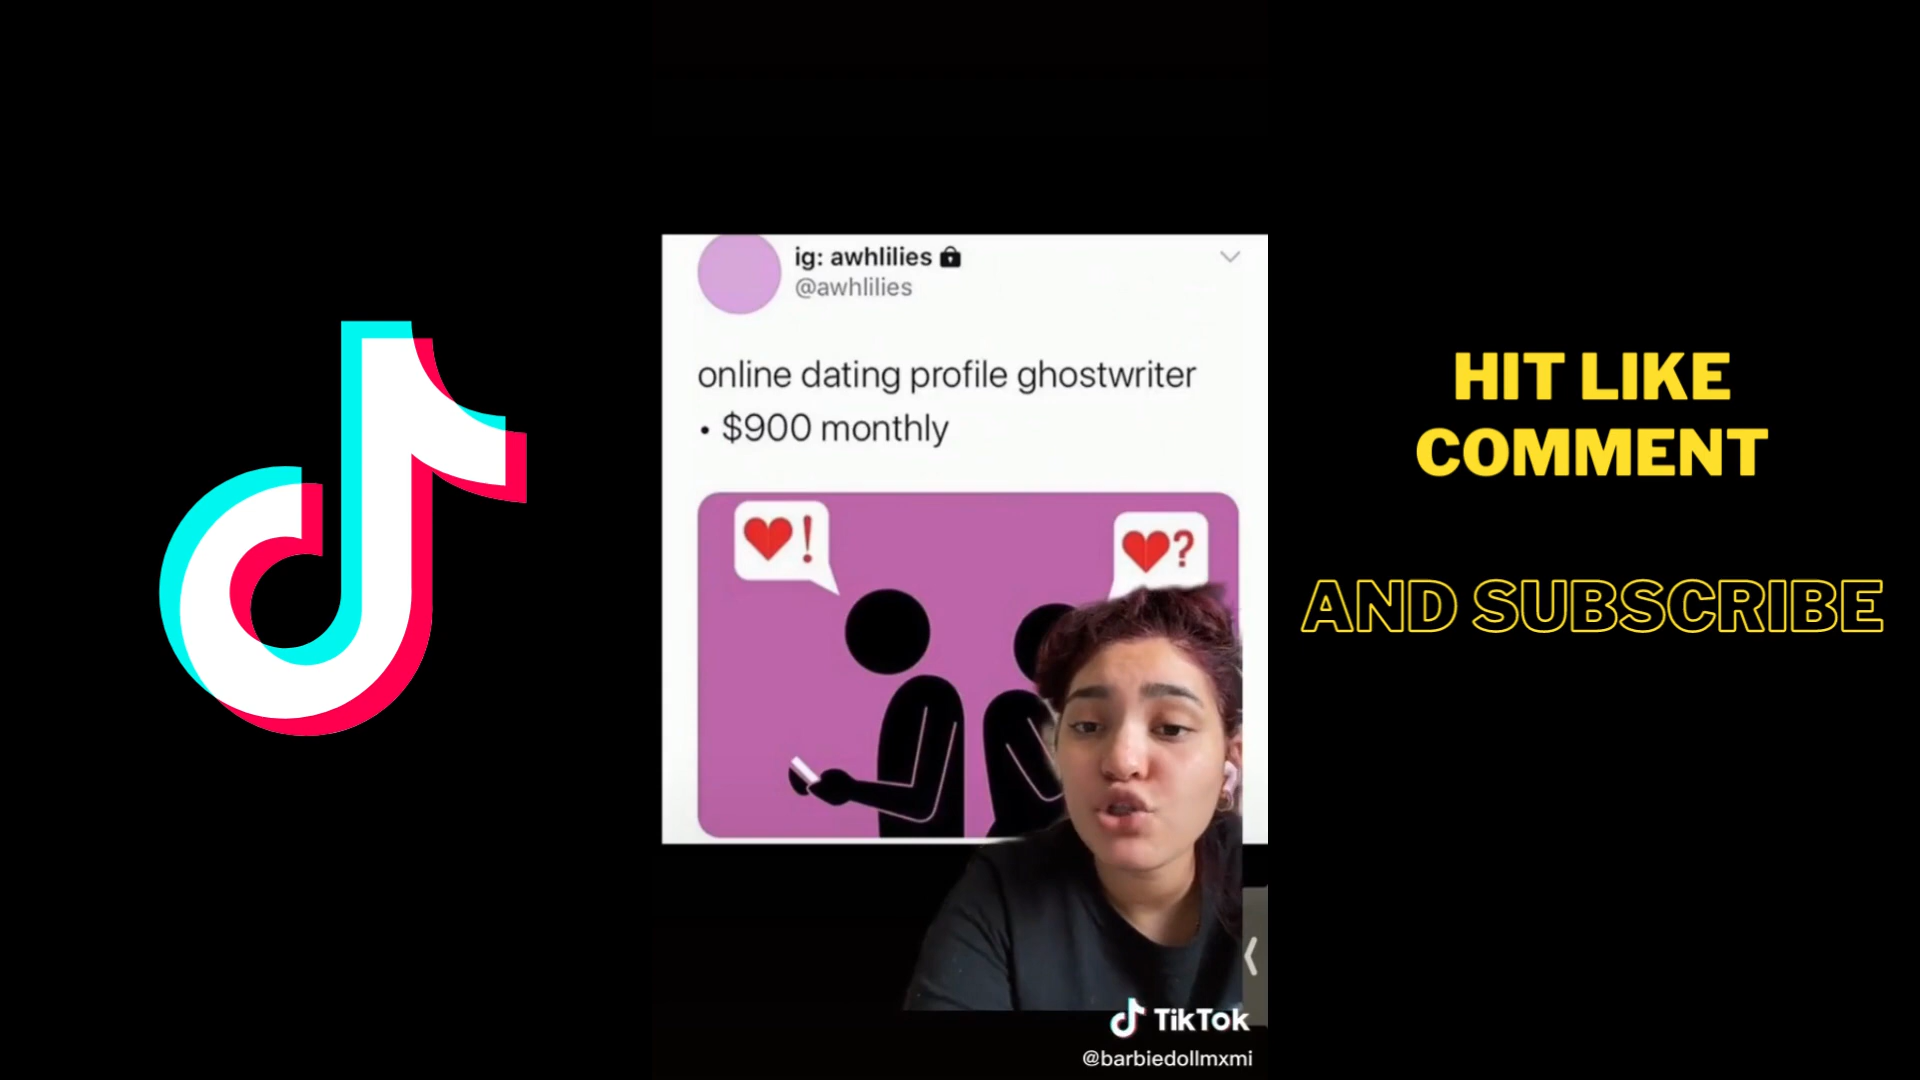 ig: awhlilies
@awhlilies
online dating profile ghostwriter
• $900 monthly
!
?
HIT LIKE
COMMENT
AND SUBSCRIBE
TikTok
@barbiedollmxmi